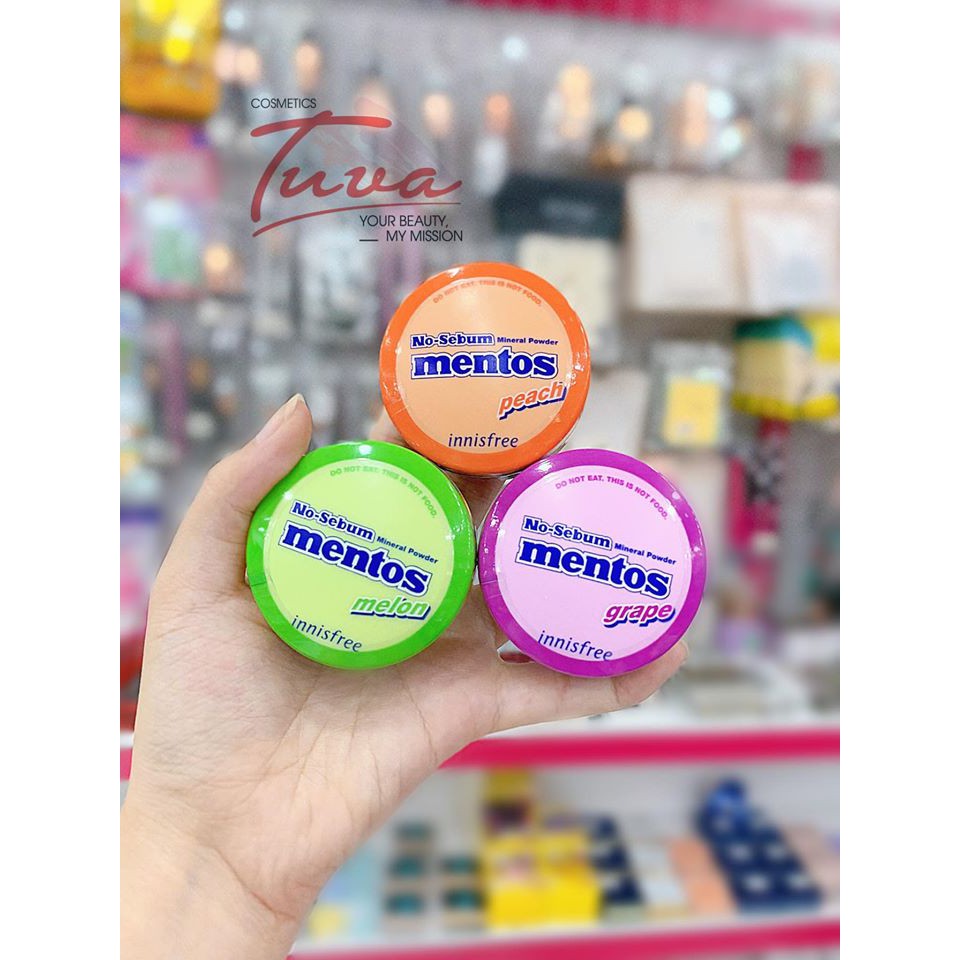 COSMETICS
Tuva
YOUR BEAUTY,
MY MISSION
DO NOT EAT. THIS IS NOT FOOD.
No-Sebum Mineral Powder
mentos
peach
innisfree
DO NOT EAT. THIS IS NOT FOOD.
No-Sebum Mineral Powder
mentos
melon
innisfree
DO NOT EAT. THIS IS NOT FOOD.
No-Sebum Mineral Powder
mentos
grape
innisfree